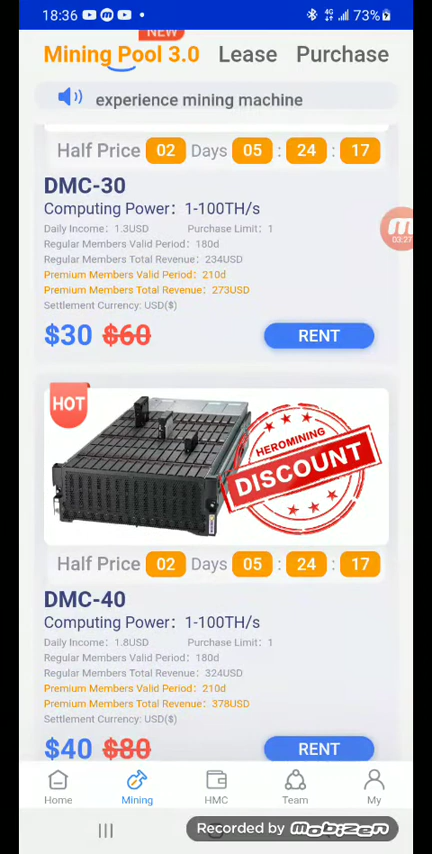 18:36
4G
73%
NEW
Mining Pool 3.0 Lease Purchase
experience mining machine
Half Price 02 Days 05 : 24 : 17
DMC-30
Computing Power：1-100TH/s
03:27
Daily Income：1.3USD Purchase Limit：1
Regular Members Valid Period：180d
Regular Members Total Revenue：234USD
Premium Members Valid Period：210d
Premium Members Total Revenue：273USD
Settlement Currency: USD($)
$30 $60 RENT
HOT
HEROMINING
DISCOUNT
Half Price 02 Days 05 : 24 : 17
DMC-40
Computing Power：1-100TH/s
Daily Income：1.8USD Purchase Limit：1
Regular Members Valid Period：180d
Regular Members Total Revenue：324USD
Premium Members Valid Period：210d
Premium Members Total Revenue：378USD
Settlement Currency: USD($)
$40 $80 RENT
Home Mining HMC Team My
Recorded by Mobizen